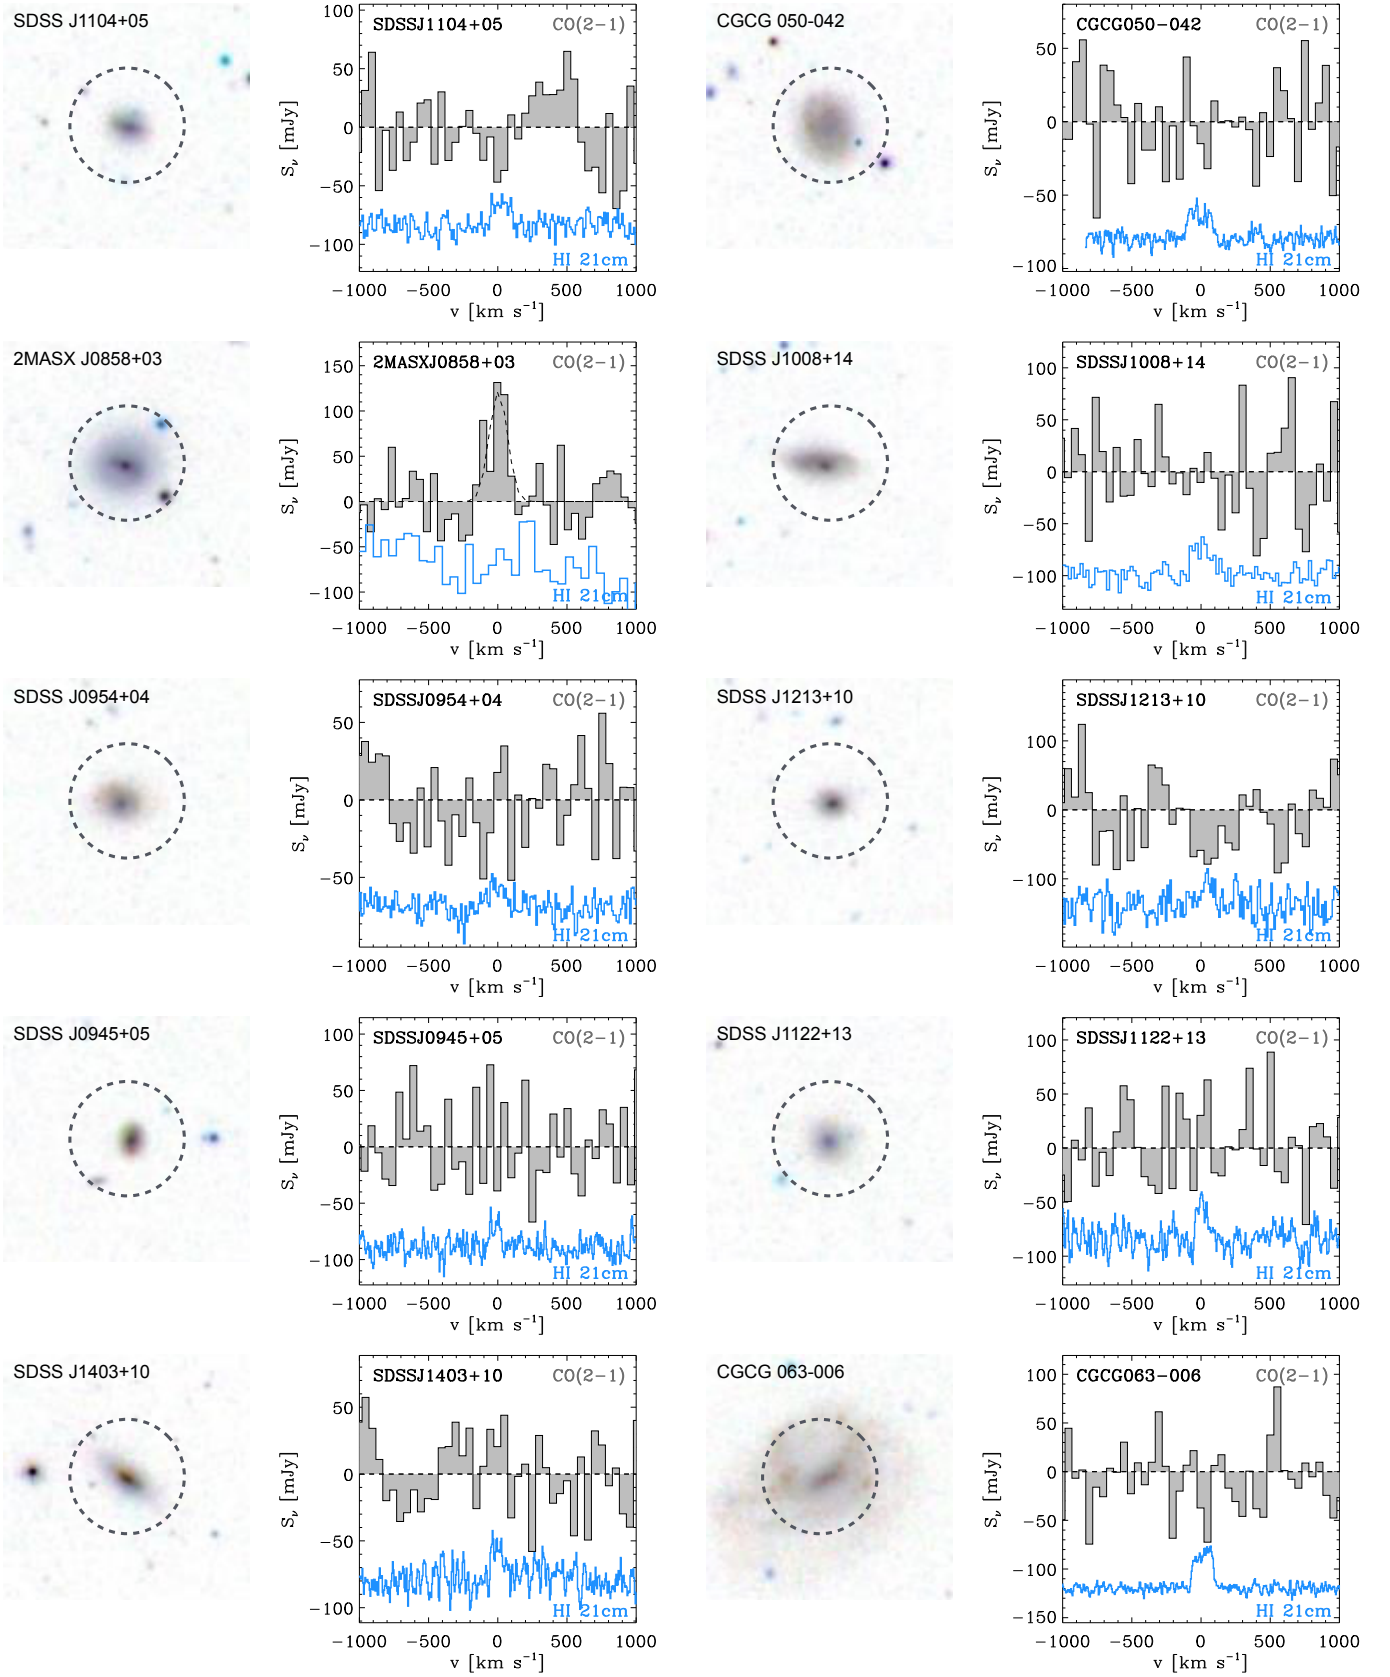 SDSS J1104+05
SDSSJ1104+05 CO(2−1)
100
50
0
−50
−100
Sν [mJy]
HI 21cm
−1000 −500 0 500 1000
v [km s⁻¹]
CGCG 050-042
CGCG050−042 CO(2−1)
50
0
−50
−100
Sν [mJy]
HI 21cm
−1000 −500 0 500 1000
v [km s⁻¹]
2MASX J0858+03
2MASXJ0858+03 CO(2−1)
150
100
50
0
−50
−100
Sν [mJy]
HI 21cm
−1000 −500 0 500 1000
v [km s⁻¹]
SDSS J1008+14
SDSSJ1008+14 CO(2−1)
100
50
0
−50
−100
Sν [mJy]
HI 21cm
−1000 −500 0 500 1000
v [km s⁻¹]
SDSS J0954+04
SDSSJ0954+04 CO(2−1)
50
0
−50
Sν [mJy]
HI 21cm
−1000 −500 0 500 1000
v [km s⁻¹]
SDSS J1213+10
SDSSJ1213+10 CO(2−1)
100
0
−100
Sν [mJy]
HI 21cm
−1000 −500 0 500 1000
v [km s⁻¹]
SDSS J0945+05
SDSSJ0945+05 CO(2−1)
100
50
0
−50
−100
Sν [mJy]
HI 21cm
−1000 −500 0 500 1000
v [km s⁻¹]
SDSS J1122+13
SDSSJ1122+13 CO(2−1)
100
50
0
−50
−100
Sν [mJy]
HI 21cm
−1000 −500 0 500 1000
v [km s⁻¹]
SDSS J1403+10
SDSSJ1403+10 CO(2−1)
50
0
−50
−100
Sν [mJy]
HI 21cm
−1000 −500 0 500 1000
v [km s⁻¹]
CGCG 063-006
CGCG063−006 CO(2−1)
100
50
0
−50
−100
−150
Sν [mJy]
HI 21cm
−1000 −500 0 500 1000
v [km s⁻¹]